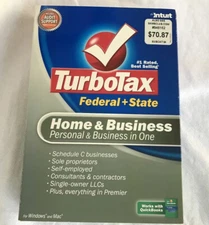 intuit
$70.87
AUDIT
SUPPORT
#1 Rated,
Best Selling
TurboTax
Federal + State
Home & Business
Personal & Business in One
• Schedule C businesses
• Sole proprietors
• Self-employed
• Consultants & contractors
• Single-owner LLCs
• Plus, everything in Premier
For Windows and Mac
Works with
QuickBooks